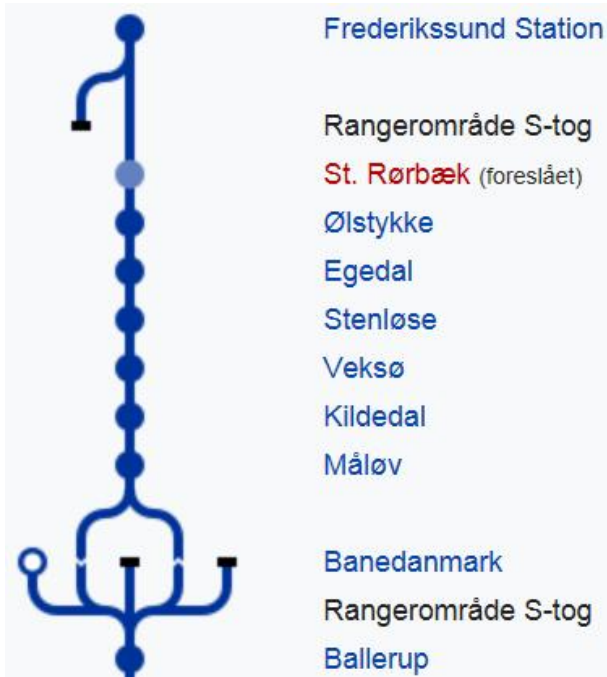 Frederikssund Station
Rangerområde S-tog
St. Rørbæk (foreslået)
Ølstykke
Egedal
Stenløse
Veksø
Kildedal
Måløv
Banedanmark
Rangerområde S-tog
Ballerup